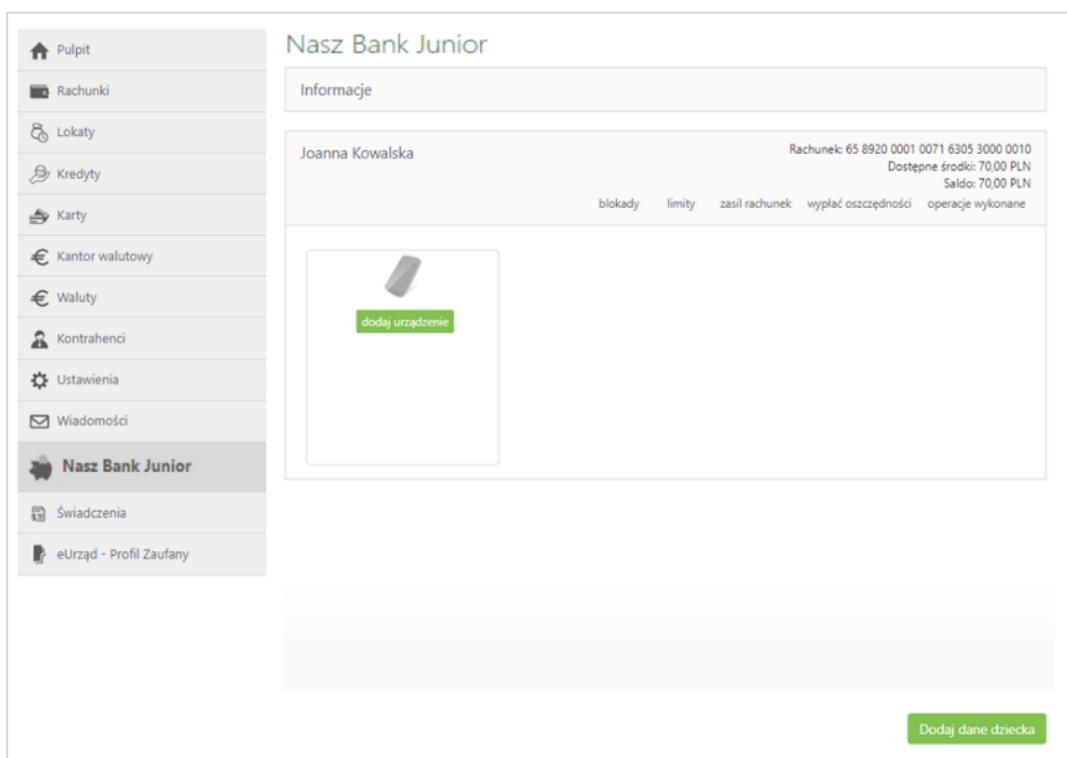 Pulpit
Rachunki
Lokaty
Kredyty
Karty
Kantor walutowy
Waluty
Kontrahenci
Ustawienia
Wiadomości
Nasz Bank Junior
Świadczenia
eUrząd - Profil Zaufany
Nasz Bank Junior
Informacje
Joanna Kowalska
Rachunek: 65 8920 0001 0071 6305 3000 0010
Dostępne środki: 70,00 PLN
Saldo: 70,00 PLN
blokady limity zasil rachunek wypłać oszczędności operacje wykonane
dodaj urządzenie
Dodaj dane dziecka